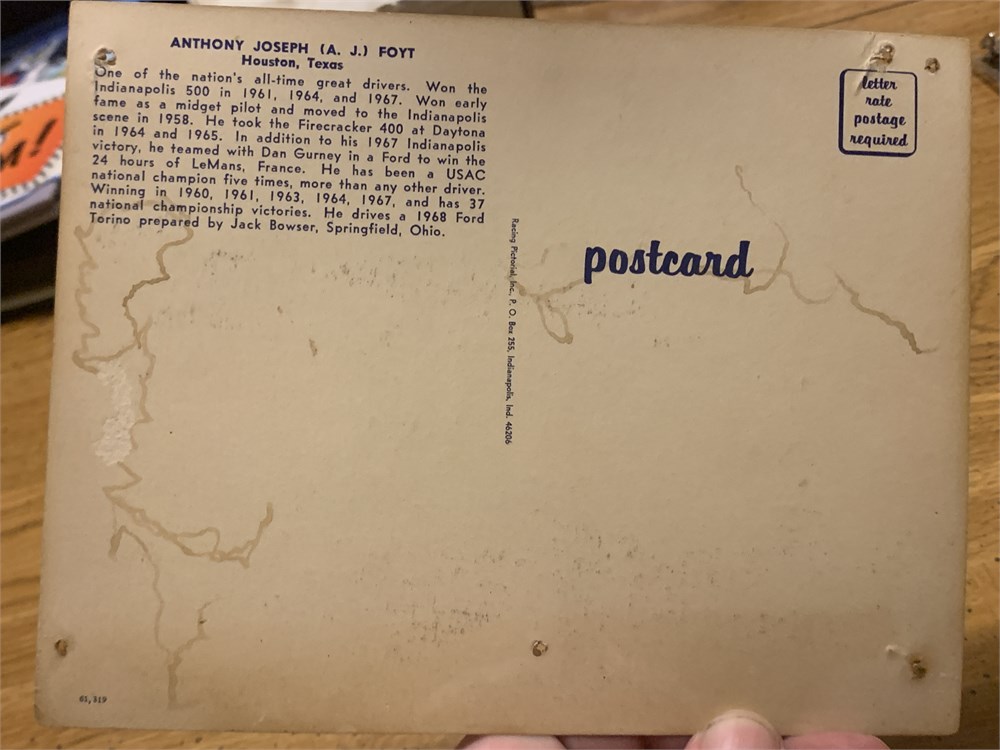 ANTHONY JOSEPH (A. J.) FOYT
Houston, Texas
One of the nation's all-time great drivers. Won the
Indianapolis 500 in 1961, 1964, and 1967. Won early
fame as a midget pilot and moved to the Indianapolis
scene in 1958. He took the Firecracker 400 at Daytona
in 1964 and 1965. In addition to his 1967 Indianapolis
victory, he teamed with Dan Gurney in a Ford to win the
24 hours of LeMans, France. He has been a USAC
national champion five times, more than any other driver.
Winning in 1960, 1961, 1963, 1964, 1967, and has 37
national championship victories. He drives a 1968 Ford
Torino prepared by Jack Bowser, Springfield, Ohio.
letter
rate
postage
required
postcard
Racing Pictorial, Inc., P. O. Box 255, Indianapolis, Ind. 46206
61,319